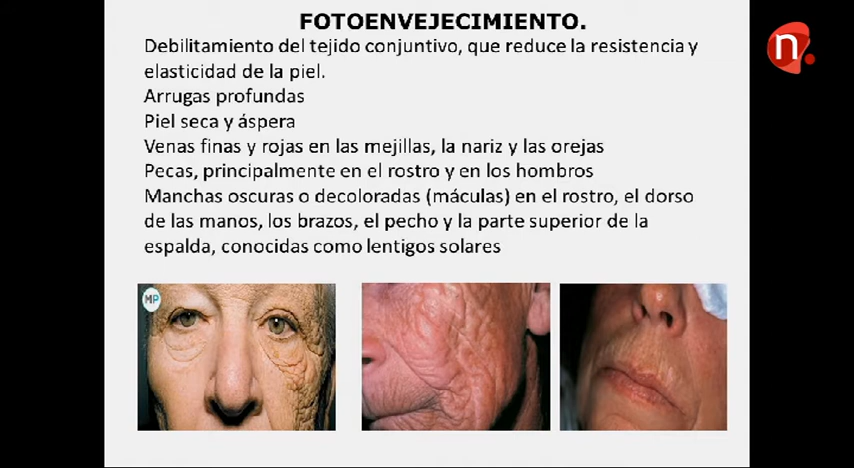 FOTOENVEJECIMIENTO.
Debilitamiento del tejido conjuntivo, que reduce la resistencia y
elasticidad de la piel.
Arrugas profundas
Piel seca y áspera
Venas finas y rojas en las mejillas, la nariz y las orejas
Pecas, principalmente en el rostro y en los hombros
Manchas oscuras o decoloradas (máculas) en el rostro, el dorso
de las manos, los brazos, el pecho y la parte superior de la
espalda, conocidas como lentigos solares
n
MP